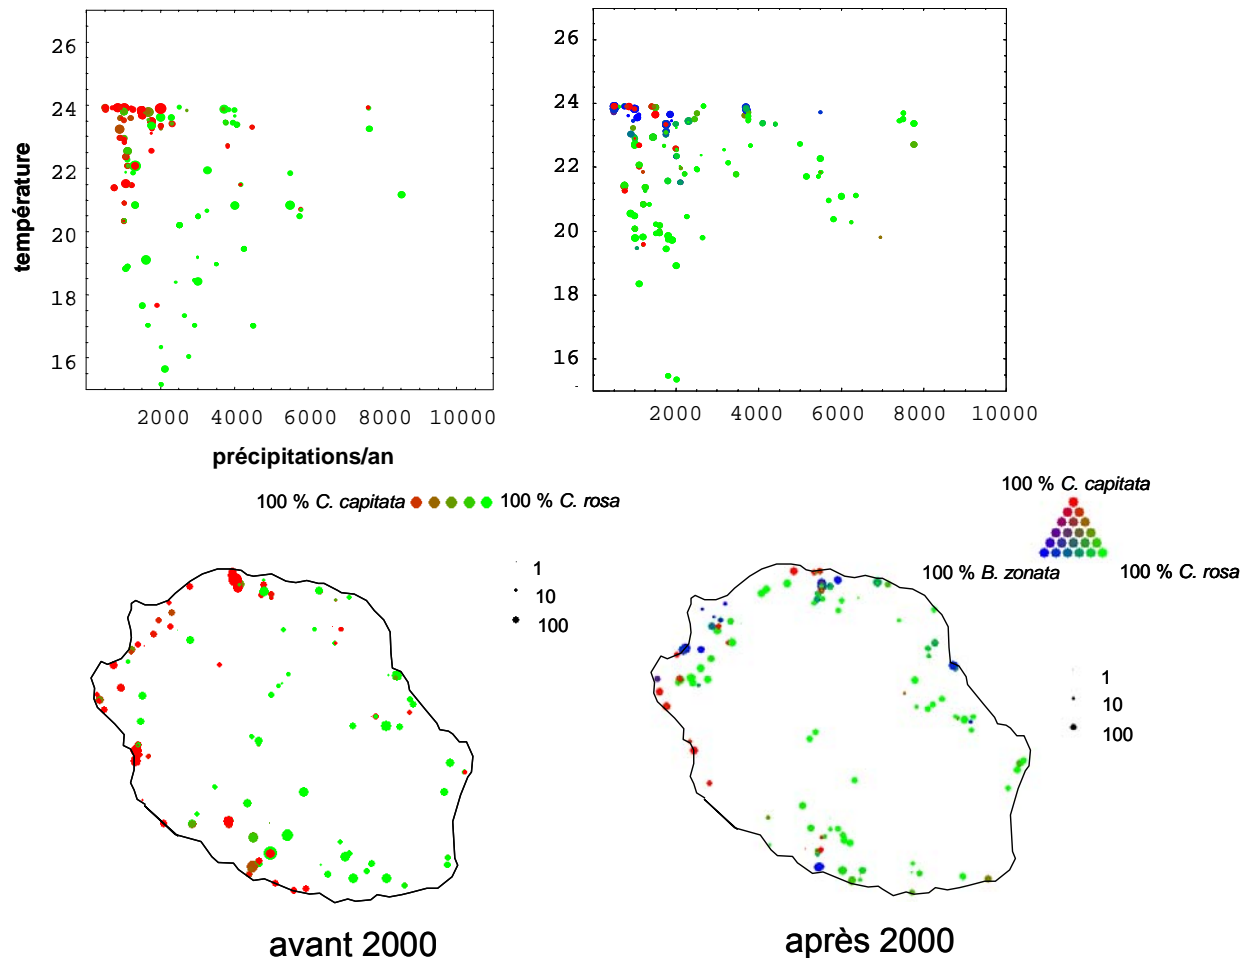 26
24
22
20
18
16
température
2000 4000 6000 8000 10000
précipitations/an
26
24
22
20
18
16
2000 4000 6000 8000 10000
100 % C. capitata 100 % C. rosa
1
10
100
100 % C. capitata
100 % B. zonata 100 % C. rosa
1
10
100
avant 2000
après 2000